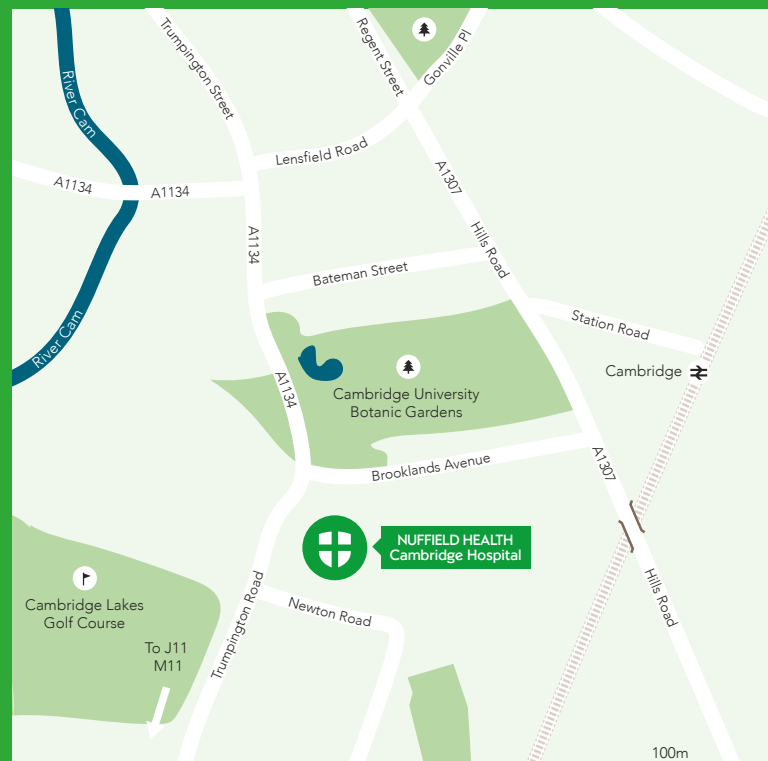 Trumpington Street
Regent Street
Gonville Pl
River Cam
Lensfield Road
A1134
A1134
A1307
A1134
Hills Road
Bateman Street
River Cam
Station Road
Cambridge
A1134
Cambridge University
Botanic Gardens
Brooklands Avenue
A1307
NUFFIELD HEALTH
Cambridge Hospital
Cambridge Lakes
Golf Course
Newton Road
Trumpington Road
Hills Road
To J11
M11
100m